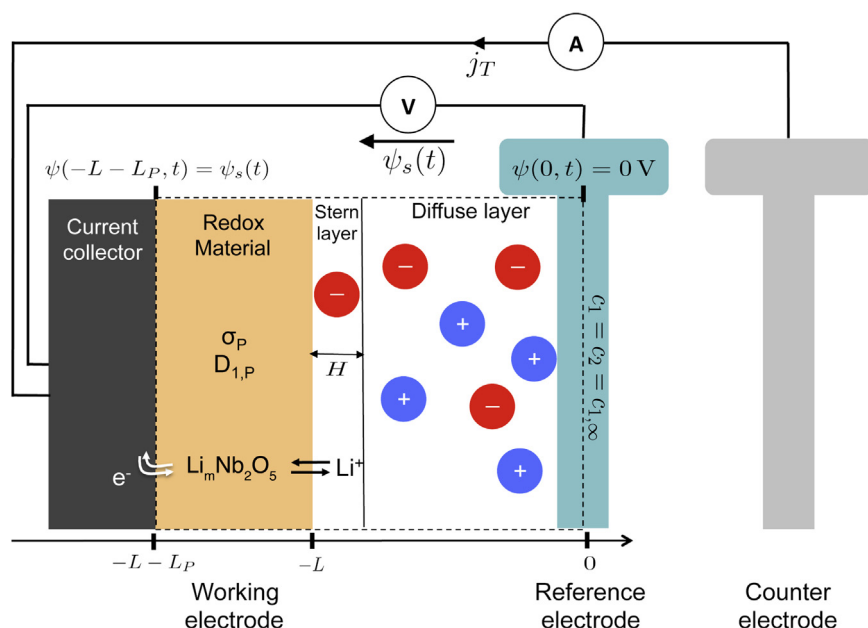 A
j_T
V
ψ_s(t)
ψ(−L − L_P, t) = ψ_s(t)
ψ(0, t) = 0 V
Current
collector
Redox
Material
Stern
layer
Diffuse layer
− − −
+
+
σ_P
D_{1,P}
H
+
−
c_1 = c_2 = c_{1,∞}
e^-
Li_mNb_2O_5
Li^+
+
−L − L_P
−L
0
Working
electrode
Reference
electrode
Counter
electrode